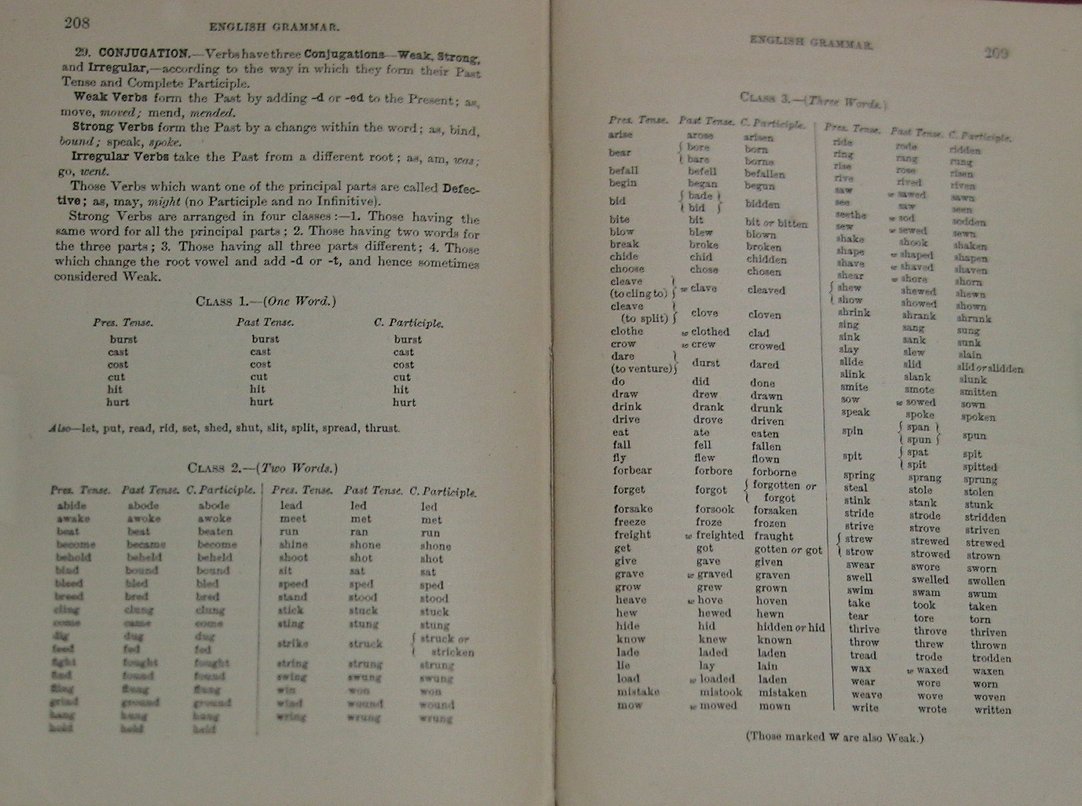 208
ENGLISH GRAMMAR.
29. CONJUGATION.—Verbs have three Conjugations—Weak, Strong,
and Irregular,—according to the way in which they form their Past
Tense and Complete Participle.
Weak Verbs form the Past by adding -d or -ed to the Present; as,
move, moved; mend, mended.
Strong Verbs form the Past by a change within the word; as, bind,
bound; speak, spoke.
Irregular Verbs take the Past from a different root; as, am, was;
go, went.
Those Verbs which want one of the principal parts are called Defec-
tive; as, may, might (no Participle and no Infinitive).
Strong Verbs are arranged in four classes:—1. Those having the
same word for all the principal parts; 2. Those having two words for
the three parts; 3. Those having all three parts different; 4. Those
which change the root vowel and add -d or -t, and hence sometimes
considered Weak.
CLASS 1.—(One Word.)
Pres. Tense. Past Tense. C. Participle.
burst burst burst
cast cast cast
cost cost cost
cut cut cut
hit hit hit
hurt hurt hurt
Also—let, put, read, rid, set, shed, shut, slit, split, spread, thrust.
CLASS 2.—(Two Words.)
Pres. Tense. Past Tense. C. Participle. Pres. Tense. Past Tense. C. Participle.
abide abode abode lead led led
awake awoke awoke meet met met
beat beat beaten run ran run
become became become shine shone shone
behold beheld beheld shoot shot shot
bind bound bound sit sat sat
bleed bled bled speed sped sped
breed bred bred stand stood stood
cling clung clung stick stuck stuck
come came come sting stung stung
dig dug dug strike struck { struck or
feed fed fed { stricken
fight fought fought string strung strung
find found found swing swung swung
fling flung flung win won won
grind ground ground wind wound wound
hang hung hung wring wrung wrung
hold held held
ENGLISH GRAMMAR.
209
CLASS 3.—(Three Words.)
Pres. Tense. Past Tense. C. Participle.
arise arose arisen
bear { bore born
{ bare borne
befall befell befallen
begin began begun
bid { bade } bidden
{ bid }
bite bit bit or bitten
blow blew blown
break broke broken
chide chid chidden
choose chose chosen
cleave }
(to cling to) } w clave cleaved
cleave }
(to split) } clove cloven
clothe w clothed clad
crow w crew crowed
dare }
(to venture) } durst dared
do did done
draw drew drawn
drink drank drunk
drive drove driven
eat ate eaten
fall fell fallen
fly flew flown
forbear forbore forborne
forget forgot { forgotten or
{ forgot
forsake forsook forsaken
freeze froze frozen
freight w freighted fraught
get got gotten or got
give gave given
grave w graved graven
grow grew grown
heave w hove hoven
hew hewed hewn
hide hid hidden or hid
know knew known
lade laded laden
lie lay lain
load w loaded laden
mistake mistook mistaken
mow w mowed mown
Pres. Tense. Past Tense. C. Participle.
ride rode ridden
ring rang rung
rise rose risen
rive rived riven
saw w sawed sawn
see saw seen
seethe w sod sodden
sew w sewed sewn
shake shook shaken
shape w shaped shapen
shave w shaved shaven
shear w shore shorn
{ shew shewed shewn
{ show showed shown
shrink shrank shrunk
sing sang sung
sink sank sunk
slay slew slain
slide slid slid or slidden
slink slank slunk
smite smote smitten
sow w sowed sown
speak spoke spoken
spin { span } spun
{ spun }
spit { spat spit
{ spit spitted
spring sprang sprung
steal stole stolen
stink stank stunk
stride strode stridden
strive strove striven
{ strew strewed strewed
{ strow strowed strown
swear swore sworn
swell swelled swollen
swim swam swum
take took taken
tear tore torn
thrive throve thriven
throw threw thrown
tread trode trodden
wax w waxed waxen
wear wore worn
weave wove woven
write wrote written
(Those marked W are also Weak.)